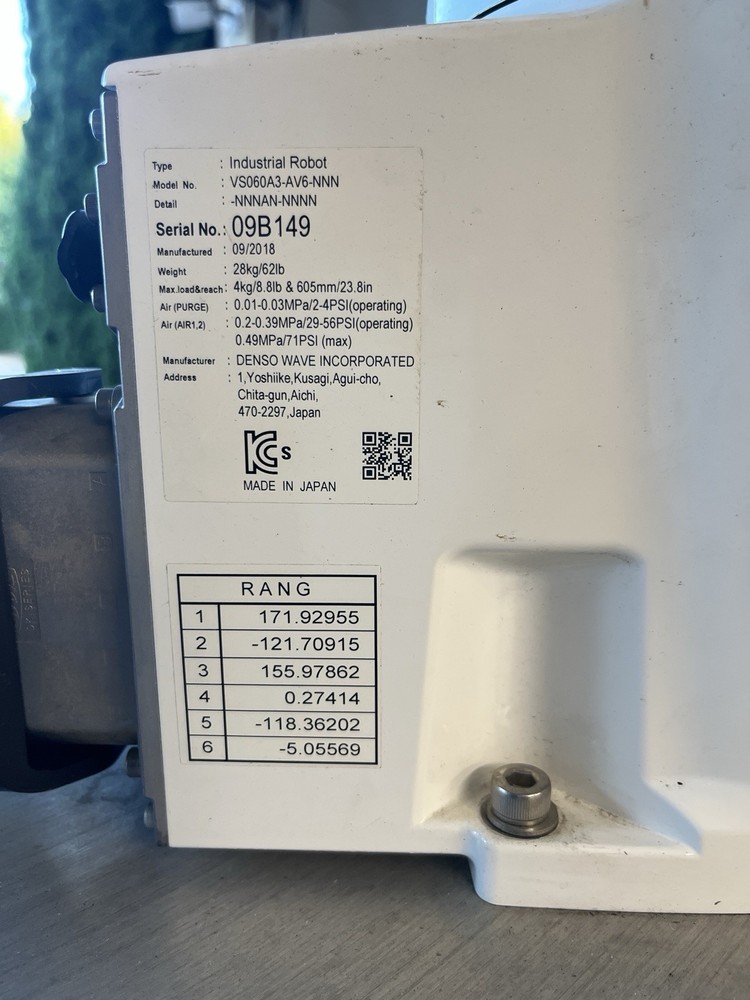 Type : Industrial Robot
Model No. : VS060A3-AV6-NNN
Detail : -NNNAN-NNNN
Serial No.: 09B149
Manufactured : 09/2018
Weight : 28kg/62lb
Max.load&reach: 4kg/8.8lb & 605mm/23.8in
Air (PURGE) : 0.01-0.03MPa/2-4PSI(operating)
Air (AIR1,2) : 0.2-0.39MPa/29-56PSI(operating)
0.49MPa/71PSI (max)
Manufacturer : DENSO WAVE INCORPORATED
Address : 1,Yoshiike,Kusagi,Agui-cho,
Chita-gun,Aichi,
470-2297,Japan
KC s
MADE IN JAPAN
RANG
1 171.92955
2 -121.70915
3 155.97862
4 0.27414
5 -118.36202
6 -5.05569
SERIES